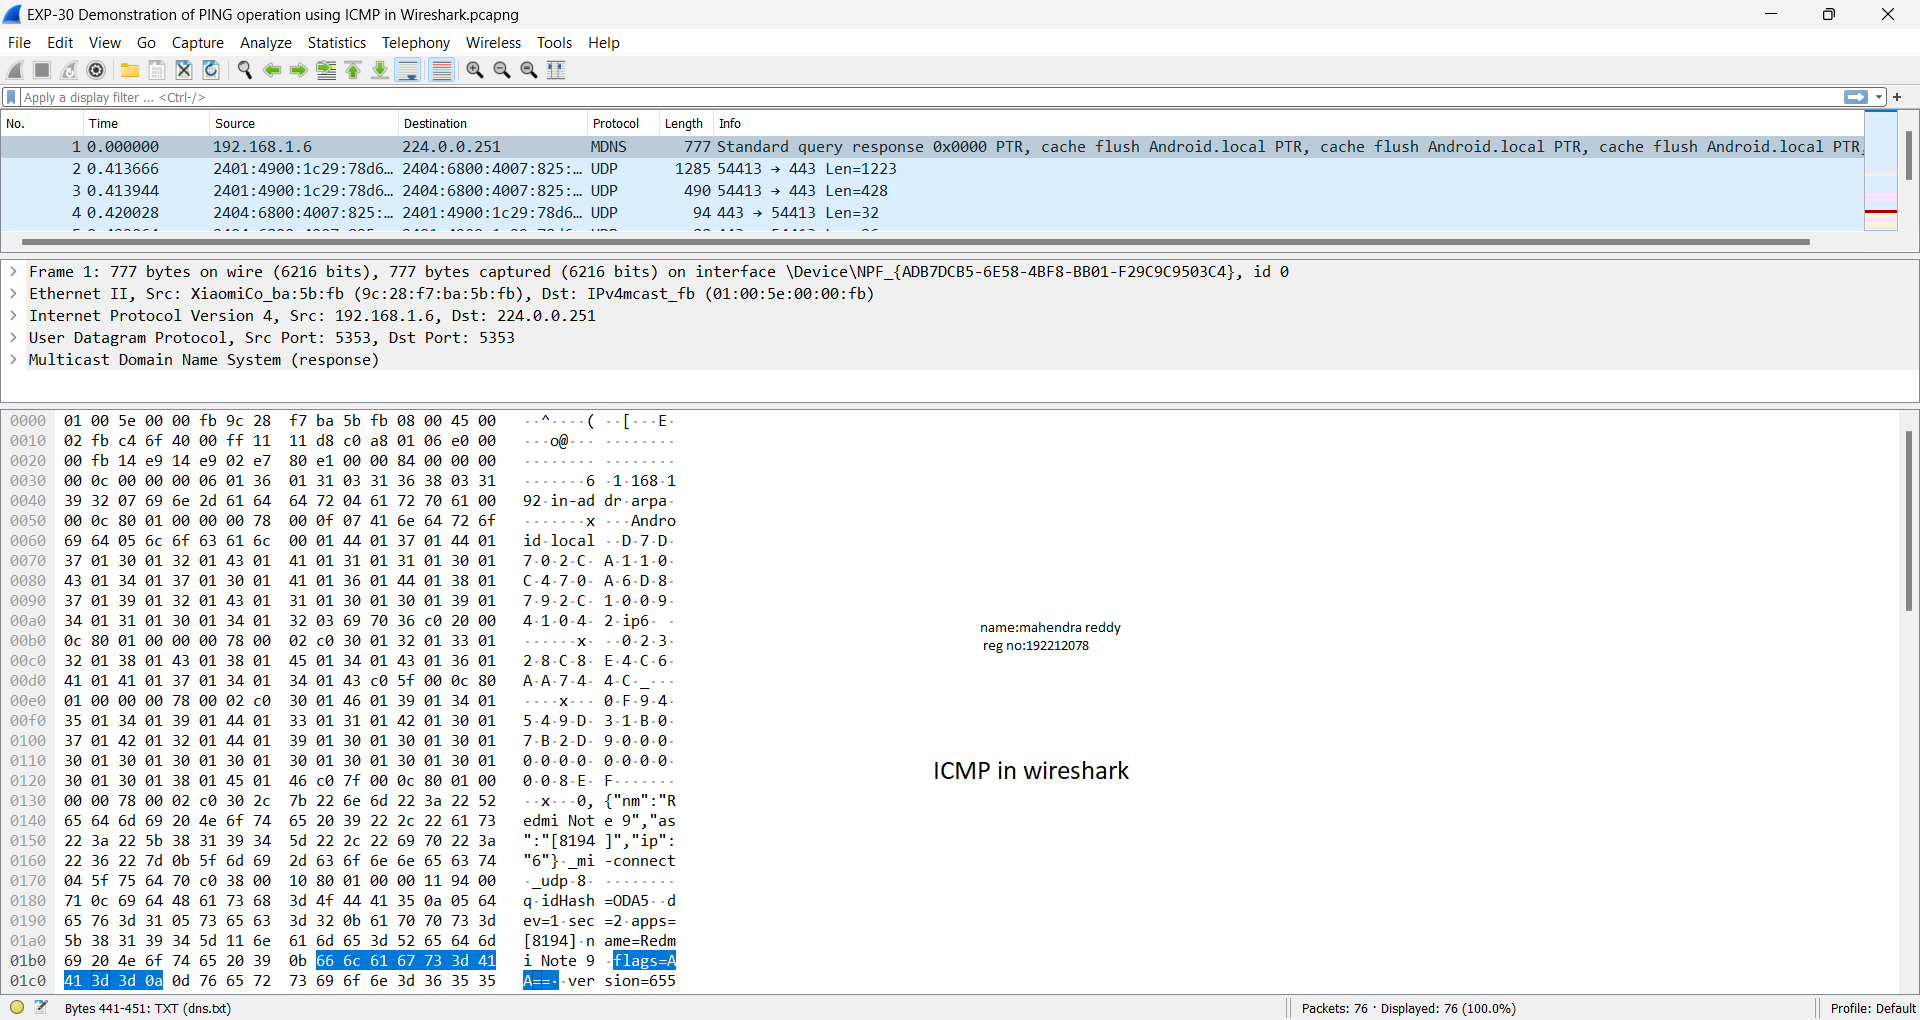 EXP-30 Demonstration of PING operation using ICMP in Wireshark.pcapng
File Edit View Go Capture Analyze Statistics Telephony Wireless Tools Help
Apply a display filter ... <Ctrl-/>
No. Time Source Destination Protocol Length Info
1 0.000000 192.168.1.6 224.0.0.251 MDNS 777 Standard query response 0x0000 PTR, cache flush Android.local PTR, cache flush Android.local PTR, cache flush Android.local PTR,
2 0.413666 2401:4900:1c29:78d6… 2404:6800:4007:825:… UDP 1285 54413 → 443 Len=1223
3 0.413944 2401:4900:1c29:78d6… 2404:6800:4007:825:… UDP 490 54413 → 443 Len=428
4 0.420028 2404:6800:4007:825:… 2401:4900:1c29:78d6… UDP 94 443 → 54413 Len=32
> Frame 1: 777 bytes on wire (6216 bits), 777 bytes captured (6216 bits) on interface \Device\NPF_{ADB7DCB5-6E58-4BF8-BB01-F29C9C9503C4}, id 0
> Ethernet II, Src: XiaomiCo_ba:5b:fb (9c:28:f7:ba:5b:fb), Dst: IPv4mcast_fb (01:00:5e:00:00:fb)
> Internet Protocol Version 4, Src: 192.168.1.6, Dst: 224.0.0.251
> User Datagram Protocol, Src Port: 5353, Dst Port: 5353
> Multicast Domain Name System (response)
0000 01 00 5e 00 00 fb 9c 28 f7 ba 5b fb 08 00 45 00 ··^····( ··[···E·
0010 02 fb c4 6f 40 00 ff 11 11 d8 c0 a8 01 06 e0 00 ···o@··· ········
0020 00 fb 14 e9 14 e9 02 e7 80 e1 00 00 84 00 00 00 ········ ········
0030 00 0c 00 00 00 06 01 36 01 31 03 31 36 38 03 31 ·······6 ·1·168·1
0040 39 32 07 69 6e 2d 61 64 64 72 04 61 72 70 61 00 92·in-ad dr·arpa·
0050 00 0c 80 01 00 00 00 78 00 0f 07 41 6e 64 72 6f ·······x ···Andro
0060 69 64 05 6c 6f 63 61 6c 00 01 44 01 37 01 44 01 id·local ··D·7·D·
0070 37 01 30 01 32 01 43 01 41 01 31 01 31 01 30 01 7·0·2·C· A·1·1·0·
0080 43 01 34 01 37 01 30 01 41 01 36 01 44 01 38 01 C·4·7·0· A·6·D·8·
0090 37 01 39 01 32 01 43 01 31 01 30 01 30 01 39 01 7·9·2·C· 1·0·0·9·
00a0 34 01 31 01 30 01 34 01 32 03 69 70 36 c0 20 00 4·1·0·4· 2·ip6· ·
00b0 0c 80 01 00 00 00 78 00 02 c0 30 01 32 01 33 01 ······x· ··0·2·3·
00c0 32 01 38 01 43 01 38 01 45 01 34 01 43 01 36 01 2·8·C·8· E·4·C·6·
00d0 41 01 41 01 37 01 34 01 34 01 43 c0 5f 00 0c 80 A·A·7·4· 4·C·_···
00e0 01 00 00 00 78 00 02 c0 30 01 46 01 39 01 34 01 ····x··· 0·F·9·4·
00f0 35 01 34 01 39 01 44 01 33 01 31 01 42 01 30 01 5·4·9·D· 3·1·B·0·
0100 37 01 42 01 32 01 44 01 39 01 30 01 30 01 30 01 7·B·2·D· 9·0·0·0·
0110 30 01 30 01 30 01 30 01 30 01 30 01 30 01 30 01 0·0·0·0· 0·0·0·0·
0120 30 01 30 01 38 01 45 01 46 c0 7f 00 0c 80 01 00 0·0·8·E· F·······
0130 00 00 78 00 02 c0 30 2c 7b 22 6e 6d 22 3a 22 52 ··x···0, {"nm":"R
0140 65 64 6d 69 20 4e 6f 74 65 20 39 22 2c 22 61 73 edmi Not e 9","as
0150 22 3a 22 5b 38 31 39 34 5d 22 2c 22 69 70 22 3a ":"[8194 ]","ip":
0160 22 36 22 7d 0b 5f 6d 69 2d 63 6f 6e 6e 65 63 74 "6"}·_mi -connect
0170 04 5f 75 64 70 c0 38 00 10 80 01 00 00 11 94 00 ·_udp·8· ········
0180 71 0c 69 64 48 61 73 68 3d 4f 44 41 35 0a 05 64 q·idHash =ODA5··d
0190 65 76 3d 31 05 73 65 63 3d 32 0b 61 70 70 73 3d ev=1·sec =2·apps=
01a0 5b 38 31 39 34 5d 11 6e 61 6d 65 3d 52 65 64 6d [8194]·n ame=Redm
01b0 69 20 4e 6f 74 65 20 39 0b 66 6c 61 67 73 3d 41 i Note 9 ·flags=A
01c0 41 3d 3d 0a 0d 76 65 72 73 69 6f 6e 3d 36 35 35 A==··ver sion=655
name:mahendra reddy
reg no:192212078
ICMP in wireshark
Bytes 441-451: TXT (dns.txt) Packets: 76 · Displayed: 76 (100.0%) Profile: Default